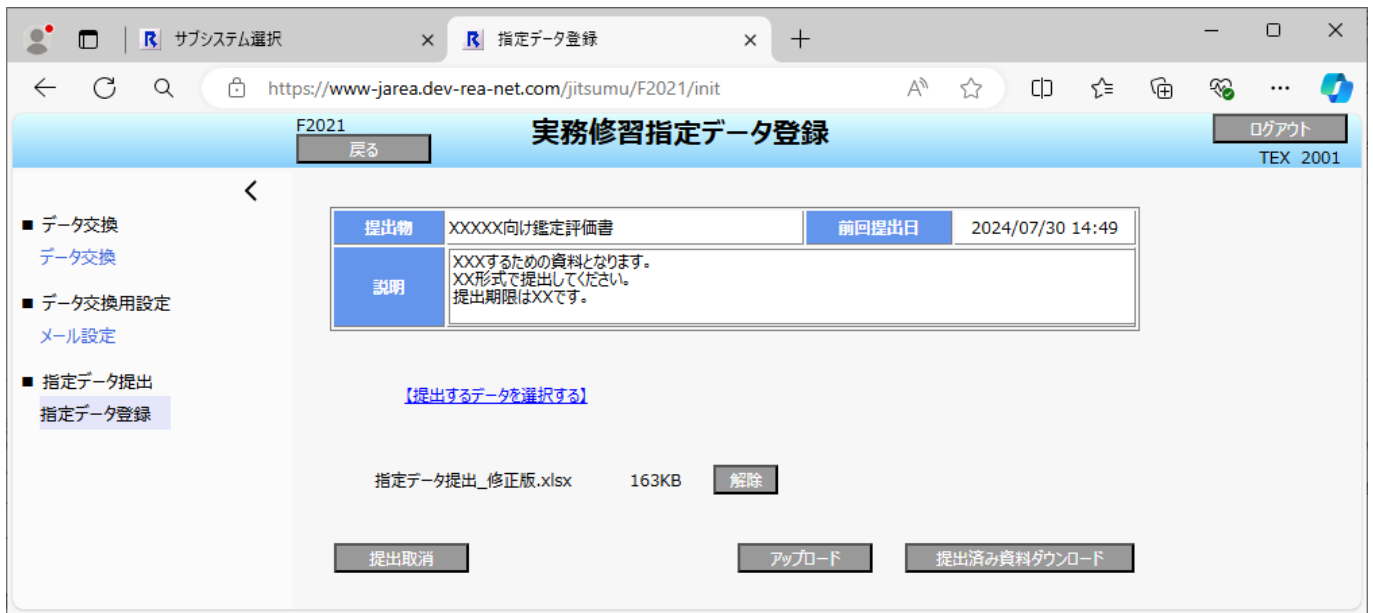 サブシステム選択
指定データ登録
https://www-jarea.dev-rea-net.com/jitsumu/F2021/init
F2021
戻る
実務修習指定データ登録
ログアウト
TEX 2001
■ データ交換
データ交換
■ データ交換用設定
メール設定
■ 指定データ提出
指定データ登録
提出物 XXXXX向け鑑定評価書 前回提出日 2024/07/30 14:49
説明
XXXするための資料となります。
XX形式で提出してください。
提出期限はXXです。
【提出するデータを選択する】
指定データ提出_修正版.xlsx 163KB 解除
提出取消 アップロード 提出済み資料ダウンロード